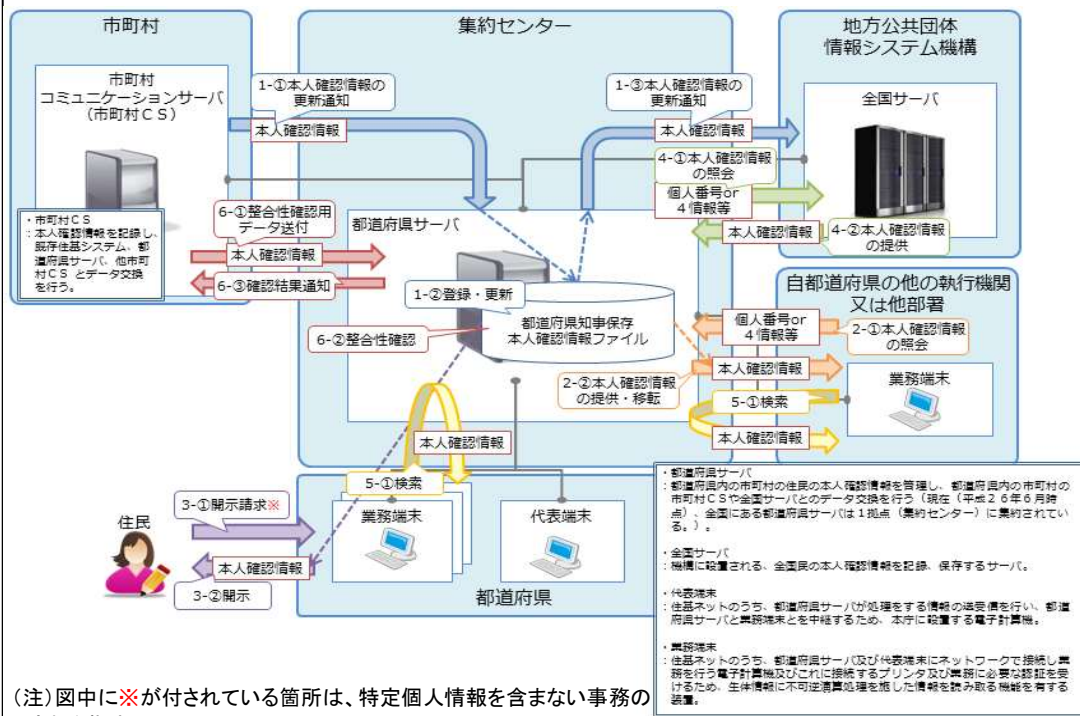 市町村
集約センター
地方公共団体
情報システム機構
市町村
コミュニケーションサーバ
(市町村CS)
1-①本人確認情報の
更新通知
本人確認情報
1-③本人確認情報の
更新通知
本人確認情報
全国サーバ
4-①本人確認情報
の照会
個人番号or
4情報等
本人確認情報
4-②本人確認情報
の提供
・市町村CS
:本人確認情報を記録し、
既存住基システム、都
道府県サーバ、他市町
村CS とデータ交換
を行う。
6-①整合性確認用
データ送付
本人確認情報
6-③確認結果通知
都道府県サーバ
1-②登録・更新
都道府県知事保存
本人確認情報ファイル
6-②整合性確認
自都道府県の他の執行機関
又は他部署
個人番号or
4情報等
2-①本人確認情報
の照会
本人確認情報
2-②本人確認情報
の提供・移転
業務端末
5-①検索
本人確認情報
本人確認情報
5-①検索
業務端末
代表端末
都道府県
住民
3-①開示請求※
本人確認情報
3-②開示
・都道府県サーバ
:都道府県内の市町村の住民の本人確認情報を管理し、都道府県内の市町村の
市町村CSや全国サーバとのデータ交換を行う(現在(平成26年6月時
点)、全国にある都道府県サーバは1拠点(集約センター)に集約されてい
る。)。
・全国サーバ
:機構に設置される、全国民の本人確認情報を記録、保存するサーバ。
・代表端末
:住基ネットのうち、都道府県サーバが処理をする情報の送受信を行い、都道
府県サーバと業務端末とを中継するため、本庁に設置する電子計算機。
・業務端末
:住基ネットのうち、都道府県サーバ及び代表端末にネットワークで接続し業
務を行う電子計算機及びこれに接続するプリンタ及び業務に必要な認証を受
けるため、生体情報に不可逆演算処理を施した情報を読み取る機能を有する
装置。
(注)図中に※が付されている箇所は、特定個人情報を含まない事務の